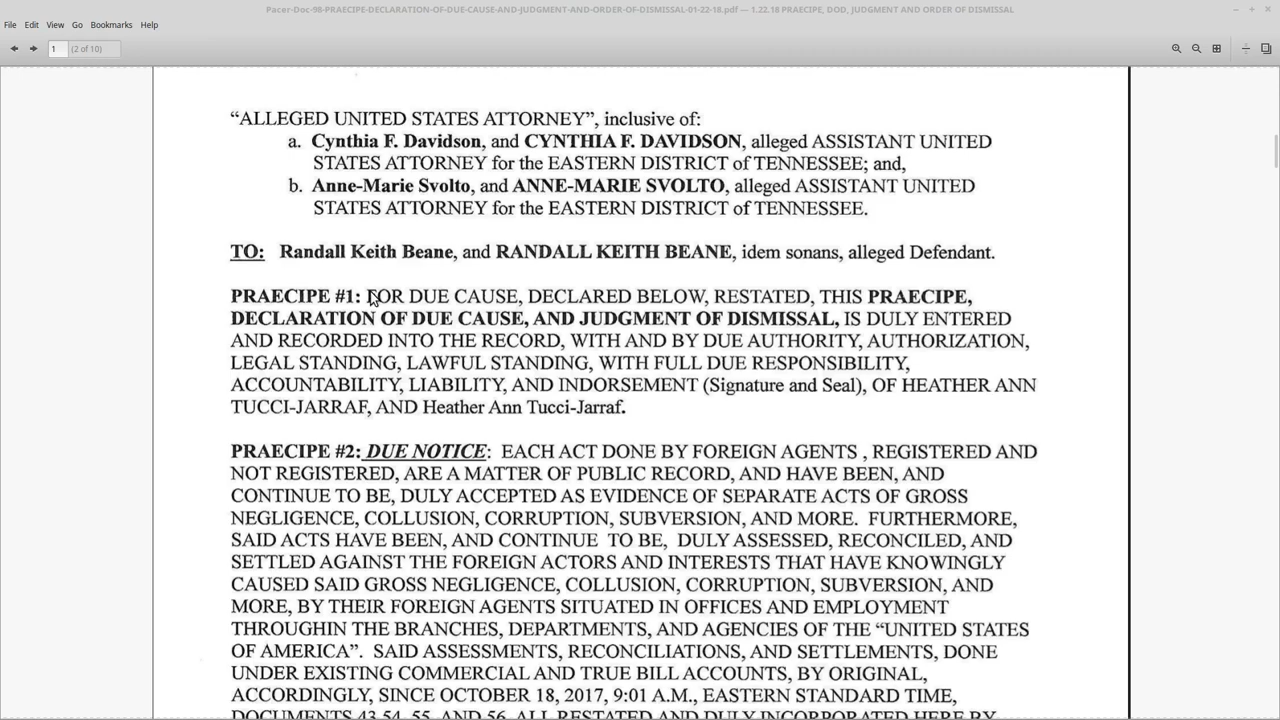 Pacer-Doc-98-PRAECIPE-DECLARATION-OF-DUE-CAUSE-AND-JUDGMENT-AND-ORDER-OF-DISMISSAL-01-22-18.pdf — 1.22.18 PRAECIPE, DOD, JUDGMENT AND ORDER OF DISMISSAL
File Edit View Go Bookmarks Help
1 (2 of 10)
“ALLEGED UNITED STATES ATTORNEY”, inclusive of:
a. Cynthia F. Davidson, and CYNTHIA F. DAVIDSON, alleged ASSISTANT UNITED
STATES ATTORNEY for the EASTERN DISTRICT of TENNESSEE; and,
b. Anne-Marie Svolto, and ANNE-MARIE SVOLTO, alleged ASSISTANT UNITED
STATES ATTORNEY for the EASTERN DISTRICT of TENNESSEE.
TO: Randall Keith Beane, and RANDALL KEITH BEANE, idem sonans, alleged Defendant.
PRAECIPE #1: FOR DUE CAUSE, DECLARED BELOW, RESTATED, THIS PRAECIPE,
DECLARATION OF DUE CAUSE, AND JUDGMENT OF DISMISSAL, IS DULY ENTERED
AND RECORDED INTO THE RECORD, WITH AND BY DUE AUTHORITY, AUTHORIZATION,
LEGAL STANDING, LAWFUL STANDING, WITH FULL DUE RESPONSIBILITY,
ACCOUNTABILITY, LIABILITY, AND INDORSEMENT (Signature and Seal), OF HEATHER ANN
TUCCI-JARRAF, AND Heather Ann Tucci-Jarraf.
PRAECIPE #2: DUE NOTICE: EACH ACT DONE BY FOREIGN AGENTS , REGISTERED AND
NOT REGISTERED, ARE A MATTER OF PUBLIC RECORD, AND HAVE BEEN, AND
CONTINUE TO BE, DULY ACCEPTED AS EVIDENCE OF SEPARATE ACTS OF GROSS
NEGLIGENCE, COLLUSION, CORRUPTION, SUBVERSION, AND MORE. FURTHERMORE,
SAID ACTS HAVE BEEN, AND CONTINUE TO BE, DULY ASSESSED, RECONCILED, AND
SETTLED AGAINST THE FOREIGN ACTORS AND INTERESTS THAT HAVE KNOWINGLY
CAUSED SAID GROSS NEGLIGENCE, COLLUSION, CORRUPTION, SUBVERSION, AND
MORE, BY THEIR FOREIGN AGENTS SITUATED IN OFFICES AND EMPLOYMENT
THROUGHIN THE BRANCHES, DEPARTMENTS, AND AGENCIES OF THE “UNITED STATES
OF AMERICA”. SAID ASSESSMENTS, RECONCILIATIONS, AND SETTLEMENTS, DONE
UNDER EXISTING COMMERCIAL AND TRUE BILL ACCOUNTS, BY ORIGINAL,
ACCORDINGLY, SINCE OCTOBER 18, 2017, 9:01 A.M., EASTERN STANDARD TIME,
DOCUMENTS 43,54, 55, AND 56, ALL RESTATED AND DULY INCORPORATED HERE BY